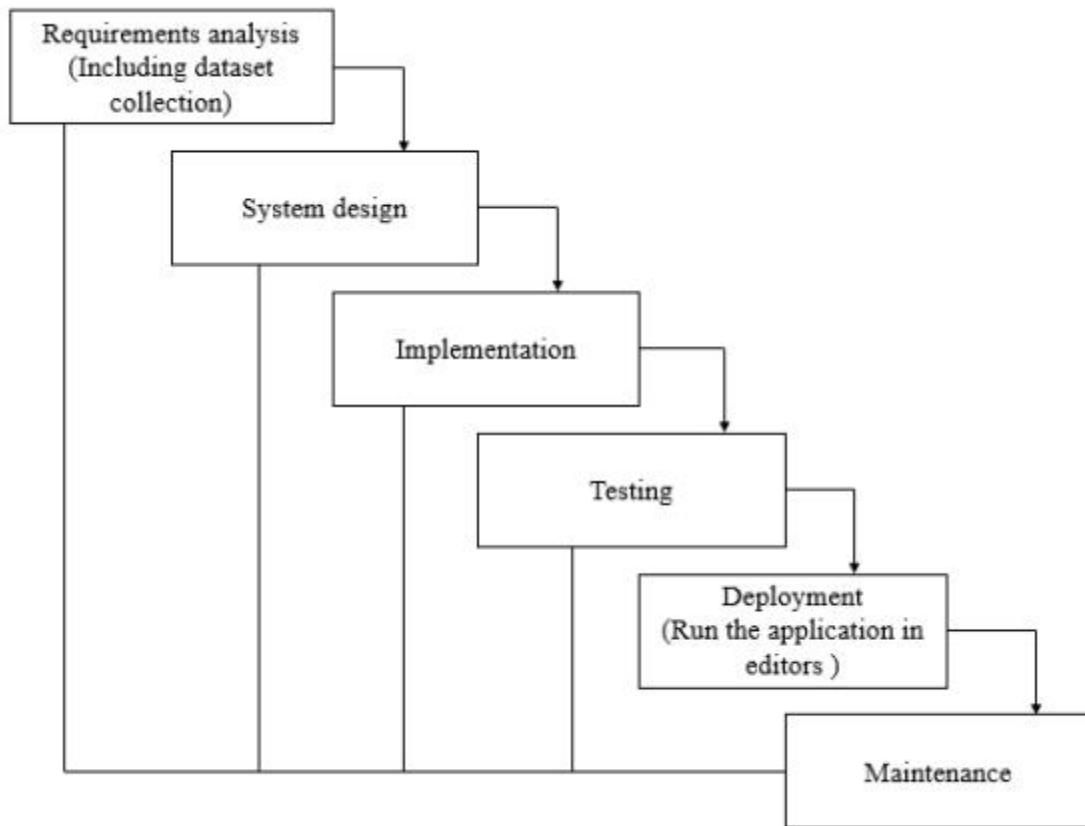 Requirements analysis
(Including dataset
collection)
System design
Implementation
Testing
Deployment
(Run the application in
editors )
Maintenance